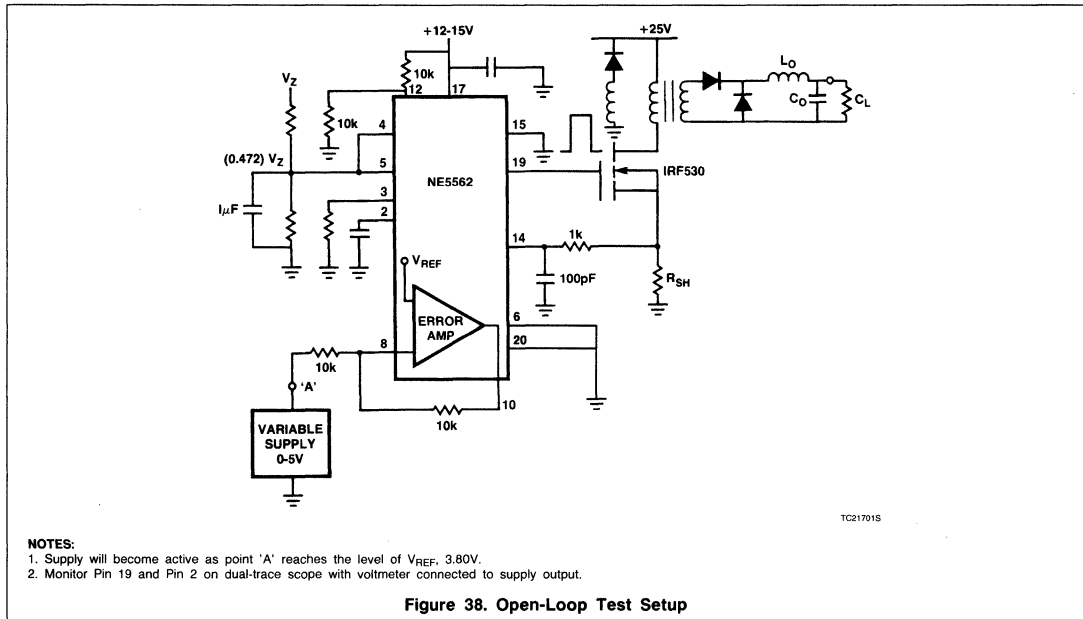 +12-15V
+25V
10k
12
17
V_Z
10k
4
15
L_O
C_O
C_L
(0.472) V_Z
5
NE5562
19
IRF530
IμF
3
2
V_REF
14
1k
100pF
R_SH
ERROR
AMP
6
20
8
10k
'A'
10
10k
VARIABLE
SUPPLY
0-5V
TC21701S
NOTES:
1. Supply will become active as point 'A' reaches the level of V_REF, 3.80V.
2. Monitor Pin 19 and Pin 2 on dual-trace scope with voltmeter connected to supply output.
Figure 38. Open-Loop Test Setup